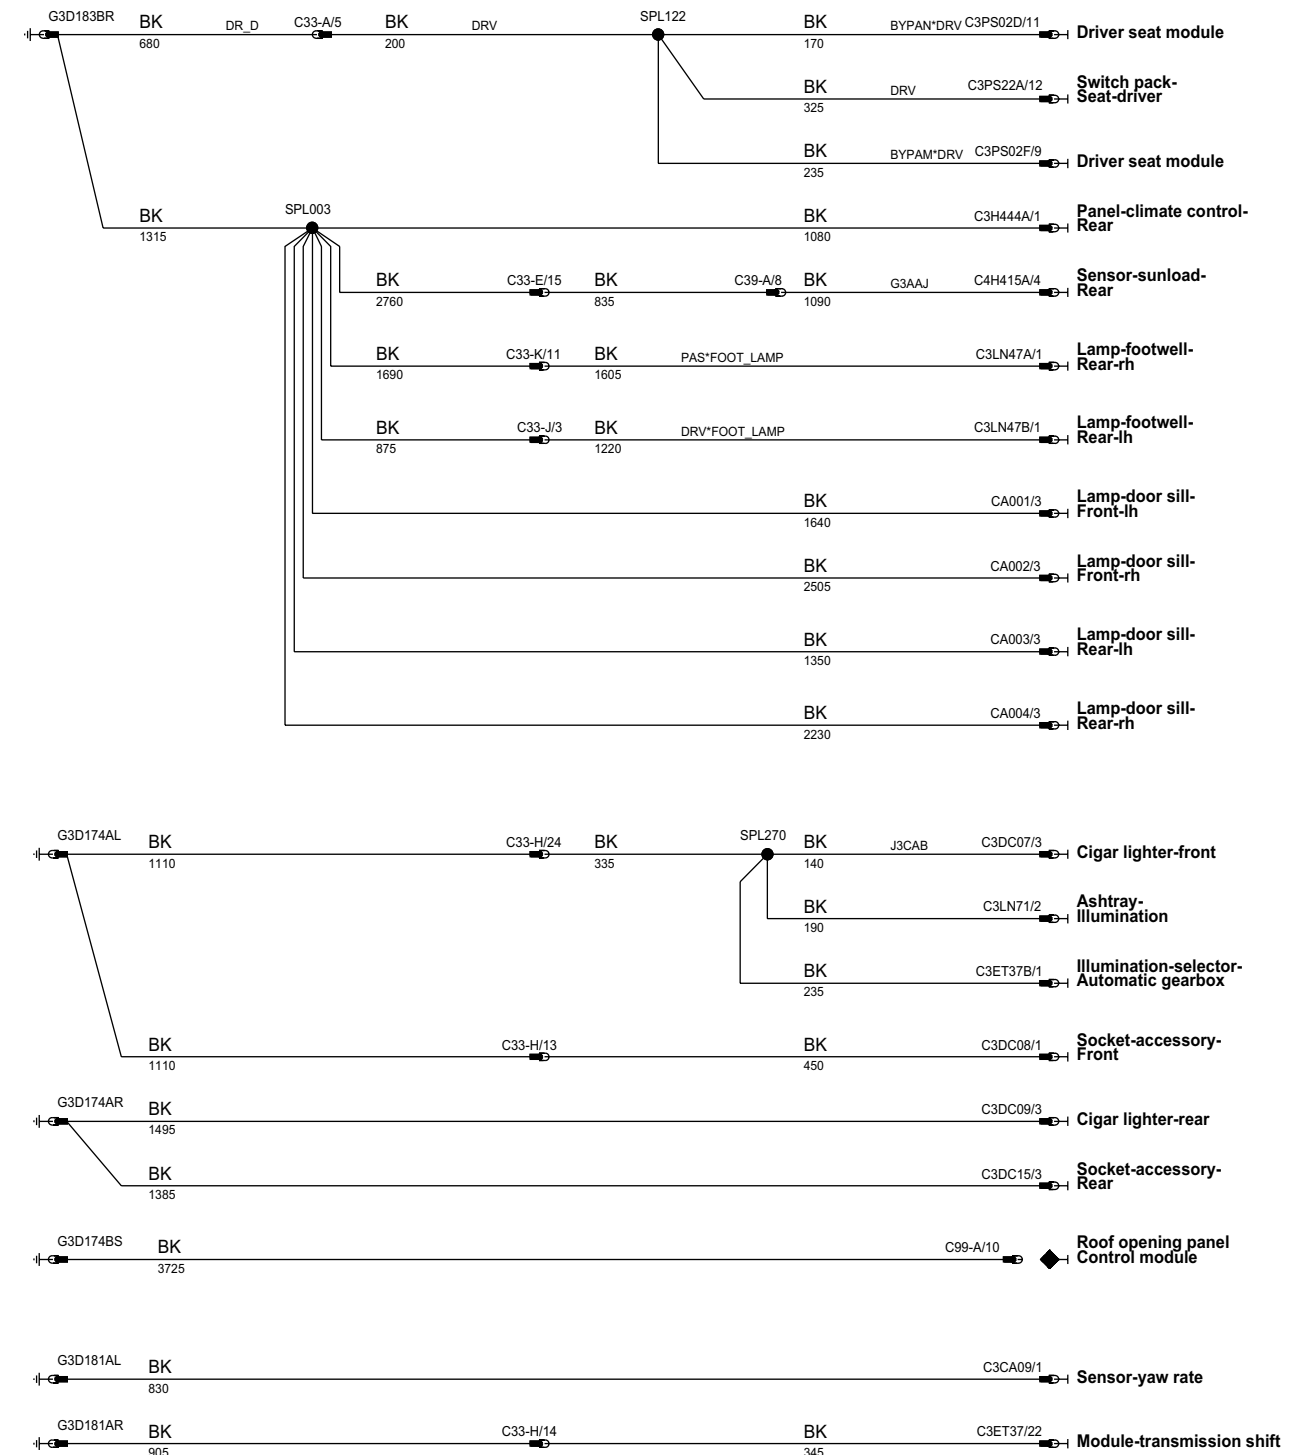 G3D183BR BK DR_D C33-A/5 BK DRV SPL122 BK BYPAN*DRV C3PS02D/11 Driver seat module
680 200 170
BK DRV C3PS22A/12 Switch pack-
Seat-driver
325
BK BYPAM*DRV C3PS02F/9 Driver seat module
235
BK SPL003 BK C3H444A/1 Panel-climate control-
Rear
1315 1080
BK C33-E/15 BK C39-A/8 BK G3AAJ C4H415A/4 Sensor-sunload-
Rear
2760 835 1090
BK C33-K/11 BK PAS*FOOT_LAMP C3LN47A/1 Lamp-footwell-
Rear-rh
1690 1605
BK C33-J/3 BK DRV*FOOT_LAMP C3LN47B/1 Lamp-footwell-
Rear-lh
875 1220
BK CA001/3 Lamp-door sill-
Front-lh
1640
BK CA002/3 Lamp-door sill-
Front-rh
2505
BK CA003/3 Lamp-door sill-
Rear-lh
1350
BK CA004/3 Lamp-door sill-
Rear-rh
2230
G3D174AL BK C33-H/24 BK SPL270 BK J3CAB C3DC07/3 Cigar lighter-front
1110 335 140
BK C3LN71/2 Ashtray-
Illumination
190
BK C3ET37B/1 Illumination-selector-
Automatic gearbox
235
BK C33-H/13 BK C3DC08/1 Socket-accessory-
Front
1110 450
G3D174AR BK C3DC09/3 Cigar lighter-rear
1495
BK C3DC15/3 Socket-accessory-
Rear
1385
G3D174BS BK C99-A/10 Roof opening panel
Control module
3725
G3D181AL BK C3CA09/1 Sensor-yaw rate
830
G3D181AR BK C33-H/14 BK C3ET37/22 Module-transmission shift
905 345